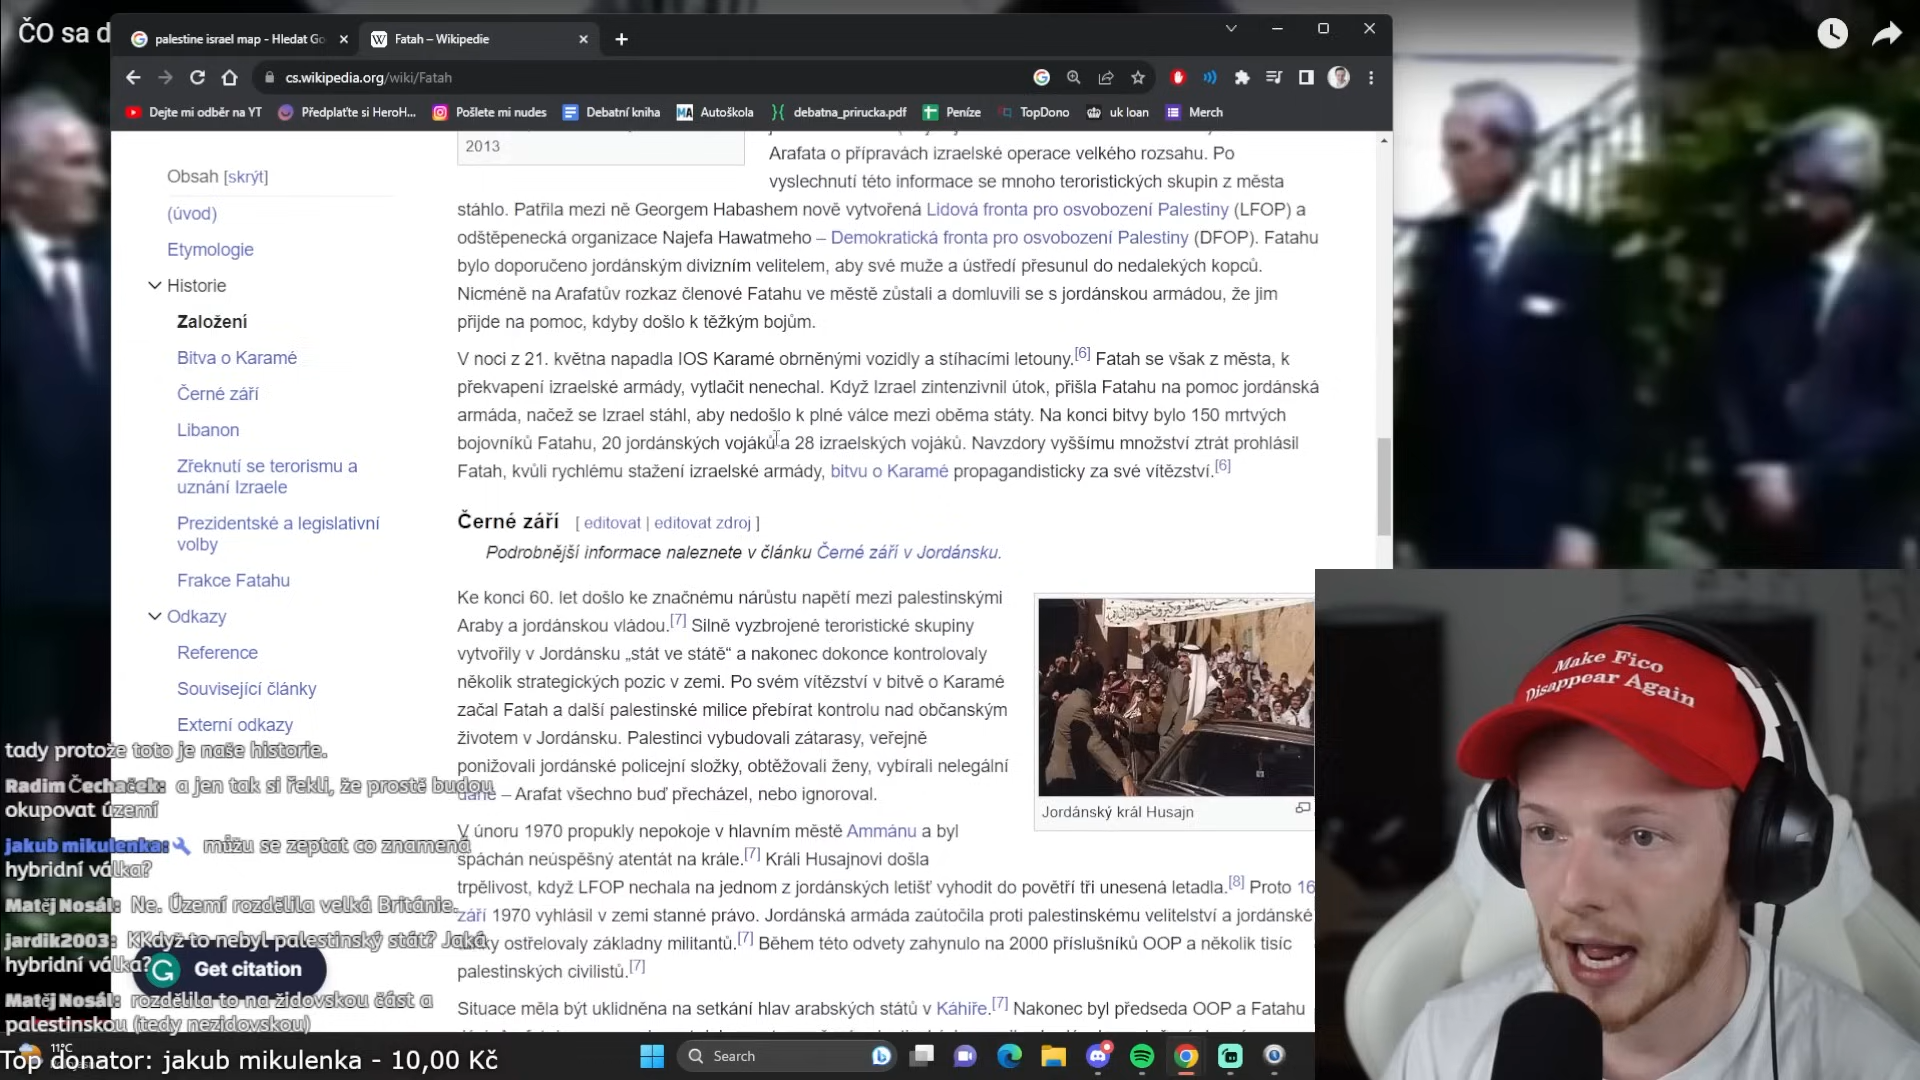 ČO sa d
palestine israel map - Hledat Go
Fatah – Wikipedie
cs.wikipedia.org/wiki/Fatah
Dejte mi odběr na YT
Předplaťte si HeroH...
Pošlete mi nudes
Debatní kniha
Autoškola
debatna_prirucka.pdf
Peníze
TopDono
uk loan
Merch
Obsah [skrýt]
(úvod)
Etymologie
Historie
Založení
Bitva o Karamé
Černé září
Libanon
Zřeknutí se terorismu a
uznání Izraele
Prezidentské a legislativní
volby
Frakce Fatahu
Odkazy
Reference
Související články
Externí odkazy
2013
Arafata o přípravách izraelské operace velkého rozsahu. Po
vyslechnutí této informace se mnoho teroristických skupin z města
stáhlo. Patřila mezi ně Georgem Habashem nově vytvořená Lidová fronta pro osvobození Palestiny (LFOP) a
odštěpenecká organizace Najefa Hawatmeho – Demokratická fronta pro osvobození Palestiny (DFOP). Fatahu
bylo doporučeno jordánským divizním velitelem, aby své muže a ústředí přesunul do nedalekých kopců.
Nicméně na Arafatův rozkaz členové Fatahu ve městě zůstali a domluvili se s jordánskou armádou, že jim
přijde na pomoc, kdyby došlo k těžkým bojům.
V noci z 21. května napadla IOS Karamé obrněnými vozidly a stíhacími letouny.[6] Fatah se však z města, k
překvapení izraelské armády, vytlačit nenechal. Když Izrael zintenzivnil útok, přišla Fatahu na pomoc jordánská
armáda, načež se Izrael stáhl, aby nedošlo k plné válce mezi oběma státy. Na konci bitvy bylo 150 mrtvých
bojovníků Fatahu, 20 jordánských vojáků a 28 izraelských vojáků. Navzdory vyššímu množství ztrát prohlásil
Fatah, kvůli rychlému stažení izraelské armády, bitvu o Karamé propagandisticky za své vítězství.[6]
Černé září [ editovat | editovat zdroj ]
Podrobnější informace naleznete v článku Černé září v Jordánsku.
Ke konci 60. let došlo ke značnému nárůstu napětí mezi palestinskými
Araby a jordánskou vládou.[7] Silně vyzbrojené teroristické skupiny
vytvořily v Jordánsku „stát ve státě“ a nakonec dokonce kontrolovaly
několik strategických pozic v zemi. Po svém vítězství v bitvě o Karamé
začal Fatah a další palestinské milice přebírat kontrolu nad občanským
životem v Jordánsku. Palestinci vybudovali zátarasy, veřejně
ponižovali jordánské policejní složky, obtěžovali ženy, vybírali nelegální
daně – Arafat všechno buď přecházel, nebo ignoroval.
Jordánský král Husajn
V únoru 1970 propukly nepokoje v hlavním městě Ammánu a byl
spáchán neúspěšný atentát na krále.[7] Králi Husajnovi došla
trpělivost, když LFOP nechala na jednom z jordánských letišť vyhodit do povětří tři unesená letadla.[8] Proto 16
září 1970 vyhlásil v zemi stanné právo. Jordánská armáda zaútočila proti palestinskému velitelství a jordánské
ostřelovaly základny militantů.[7] Během této odvety zahynulo na 2000 příslušníků OOP a několik tisíc
palestinských civilistů.[7]
Situace měla být uklidněna na setkání hlav arabských států v Káhiře.[7] Nakonec byl předseda OOP a Fatahu
tady protože toto je naše historie.
Radim Čechaček: a jen tak si řekli, že prostě budou
okupovat území
jakub mikulenka: můžu se zeptat co znamená
hybridní válka?
Matěj Nosál: Ne. Území rozdělila velká Británie.
jardik2003: KKdyž to nebyl palestinský stát? Jaká
hybridní válka?
Get citation
Matěj Nosál: rozdělila to na židovskou část a
palestinskou (tedy nezidovskou)
11°C
Top donator: jakub mikulenka - 10,00 Kč
Search
Make Fico
Disappear Again